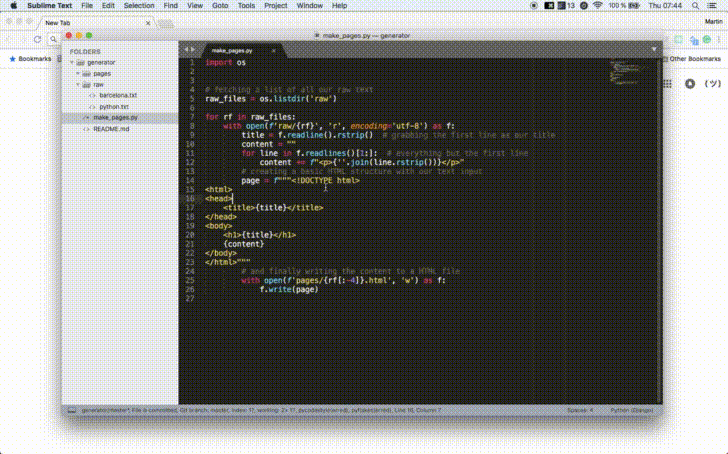 Sublime Text File Edit Selection Find View Goto Tools Project Window Help 13 100 % Thu 07:44
New Tab Martin
make_pages.py — generator
Bookmarks Other Bookmarks
FOLDERS
generator
pages
raw
barcelona.txt
python.txt
make_pages.py
README.md
make_pages.py
1 import os
2
3
4 # fetching a list of all our raw text
5 raw_files = os.listdir('raw')
6
7 for rf in raw_files:
8 with open(f'raw/{rf}', 'r', encoding='utf-8') as f:
9 title = f.readline().rstrip() # grabbing the first line as our title
10 content = ""
11 for line in f.readlines()[1:]: # everything but the first line
12 content += f"<p>{''.join(line.rstrip())}</p>"
13 # creating a basic HTML structure with our text input
14 page = f"""<!DOCTYPE html>
15 <html>
16 <head>
17 <title>{title}</title>
18 </head>
19 <body>
20 <h1>{title}</h1>
21 {content}
22 </body>
23 </html>"""
24 # and finally writing the content to a HTML file
25 with open(f'pages/{rf[:-4]}.html', 'w') as f:
26 f.write(page)
27
Line 16, Column 7 Spaces: 4 Python (Django)